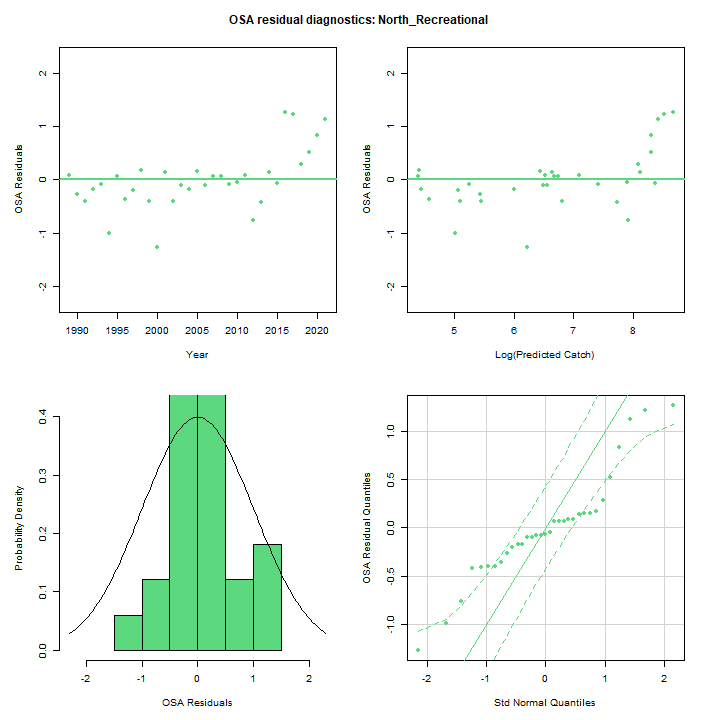 OSA residual diagnostics: North_Recreational
OSA Residuals
2
1
0
-1
-2
1990 1995 2000 2005 2010 2015 2020
Year
OSA Residuals
2
1
0
-1
-2
5 6 7 8
Log(Predicted Catch)
Probability Density
0.4
0.3
0.2
0.1
0.0
-2 -1 0 1 2
OSA Residuals
OSA Residual Quantiles
1.0
0.5
0.0
-0.5
-1.0
-2 -1 0 1 2
Std Normal Quantiles